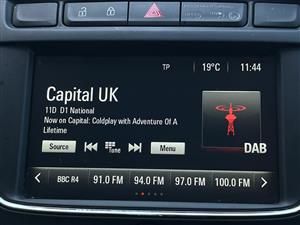 TP 19°C 11:44
Capital UK
11D D1 National
Now on Capital: Coldplay with Adventure Of A
Lifetime
Source Tune Menu DAB
BBC R4 91.0 FM 94.0 FM 97.0 FM 100.0 FM